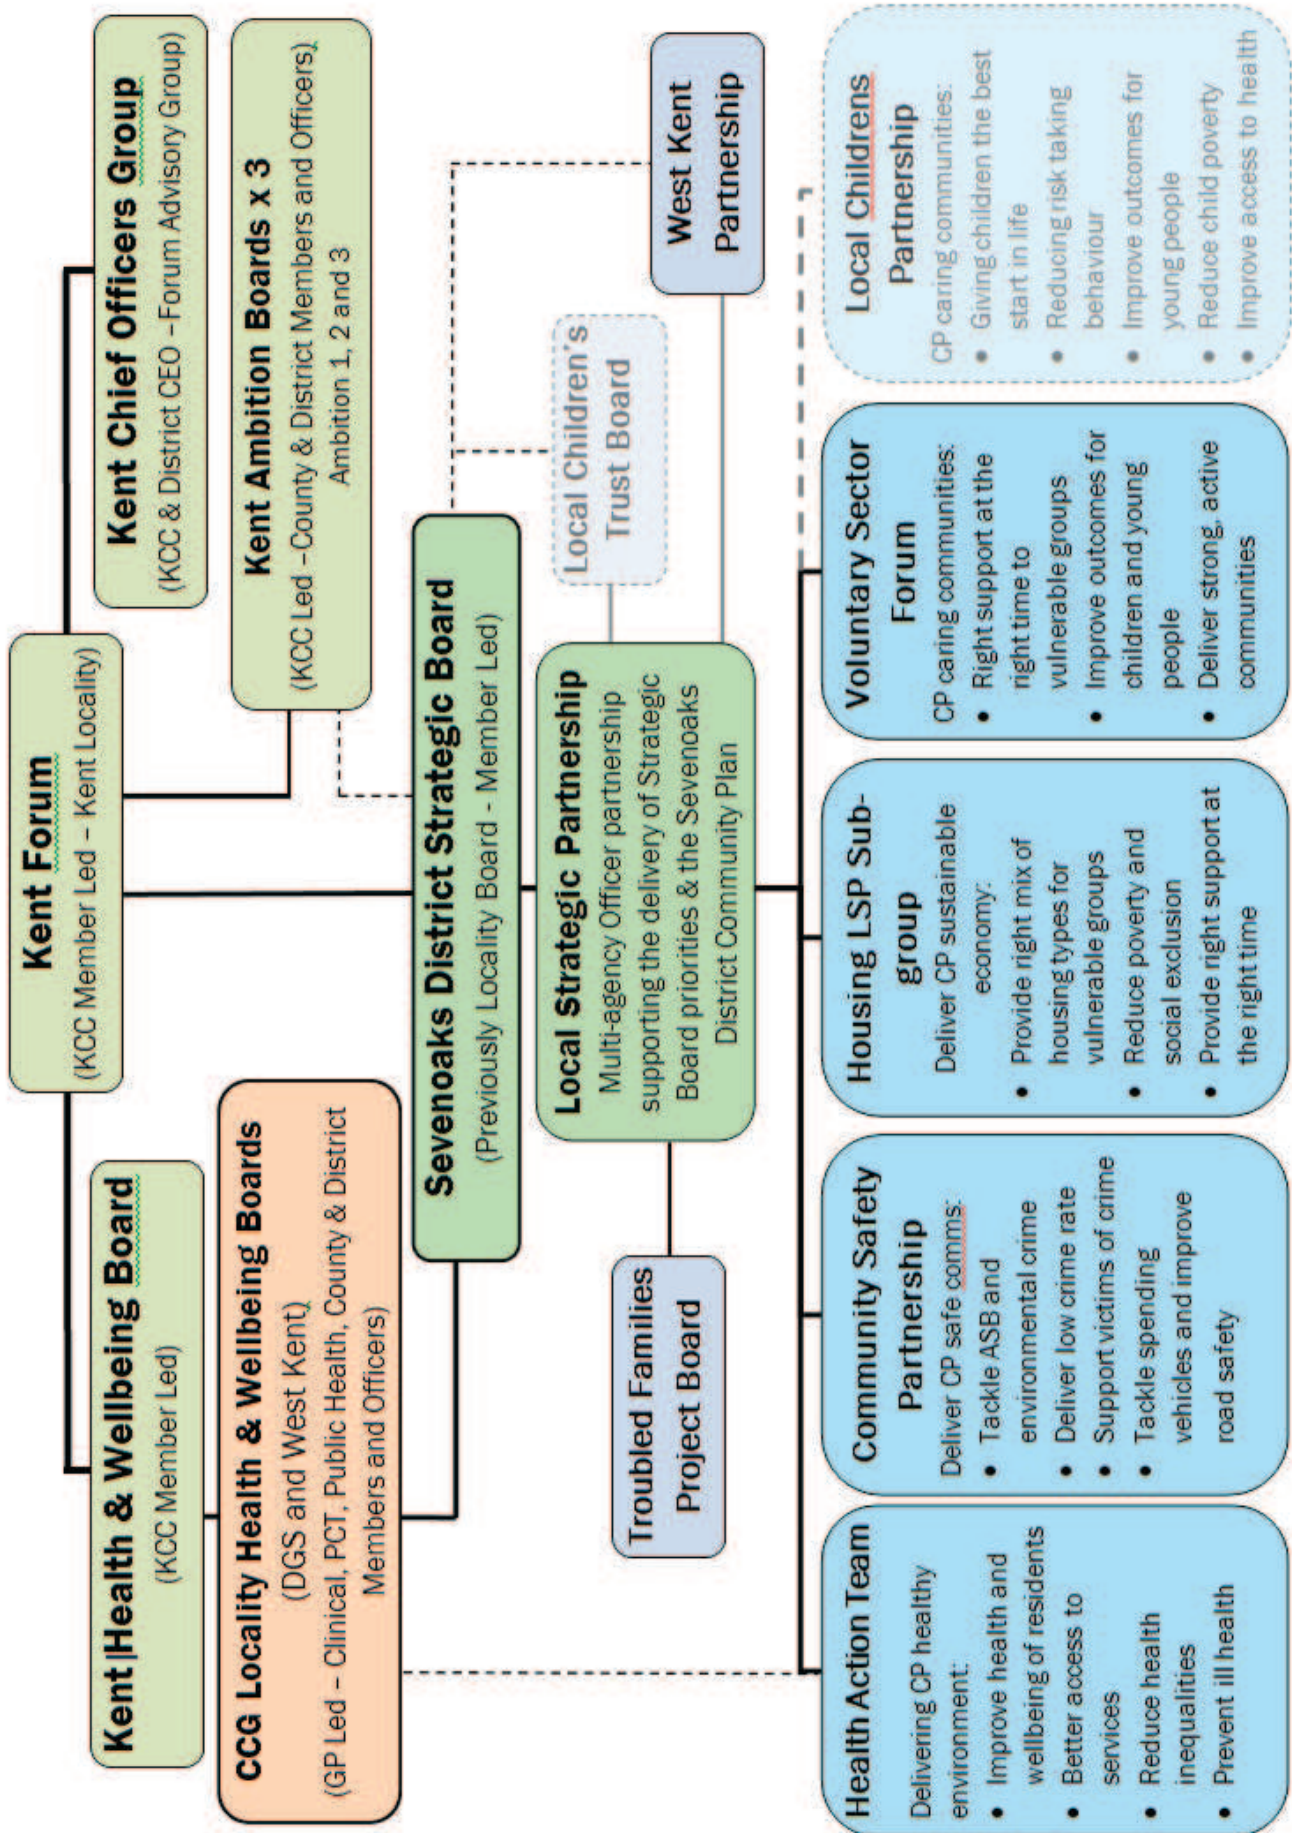 Kent Forum
(KCC Member Led – Kent Locality)
Kent|Health & Wellbeing Board
(KCC Member Led)
Kent Chief Officers Group
(KCC & District CEO – Forum Advisory Group)
CCG Locality Health & Wellbeing Boards
(DGS and West Kent)
(GP Led – Clinical, PCT, Public Health, County & District
Members and Officers)
Kent Ambition Boards x 3
(KCC Led –County & District Members and Officers)
Ambition 1, 2 and 3
Sevenoaks District Strategic Board
(Previously Locality Board - Member Led)
Local Strategic Partnership
Multi-agency Officer partnership
supporting the delivery of Strategic
Board priorities & the Sevenoaks
District Community Plan
Local Children's
Trust Board
Troubled Families
Project Board
West Kent
Partnership
Health Action Team
Delivering CP healthy
environment:
• Improve health and
wellbeing of residents
• Better access to
services
• Reduce health
inequalities
• Prevent ill health
Community Safety
Partnership
Deliver CP safe comms:
• Tackle ASB and
environmental crime
• Deliver low crime rate
• Support victims of crime
• Tackle spending
vehicles and improve
road safety
Housing LSP Sub-
group
Deliver CP sustainable
economy:
• Provide right mix of
housing types for
vulnerable groups
• Reduce poverty and
social exclusion
• Provide right support at
the right time
Voluntary Sector
Forum
CP caring communities:
• Right support at the
right time to
vulnerable groups
• Improve outcomes for
children and young
people
• Deliver strong, active
communities
Local Childrens
Partnership
CP caring communities:
• Giving children the best
start in life
• Reducing risk taking
behaviour
• Improve outcomes for
young people
• Reduce child poverty
• Improve access to health